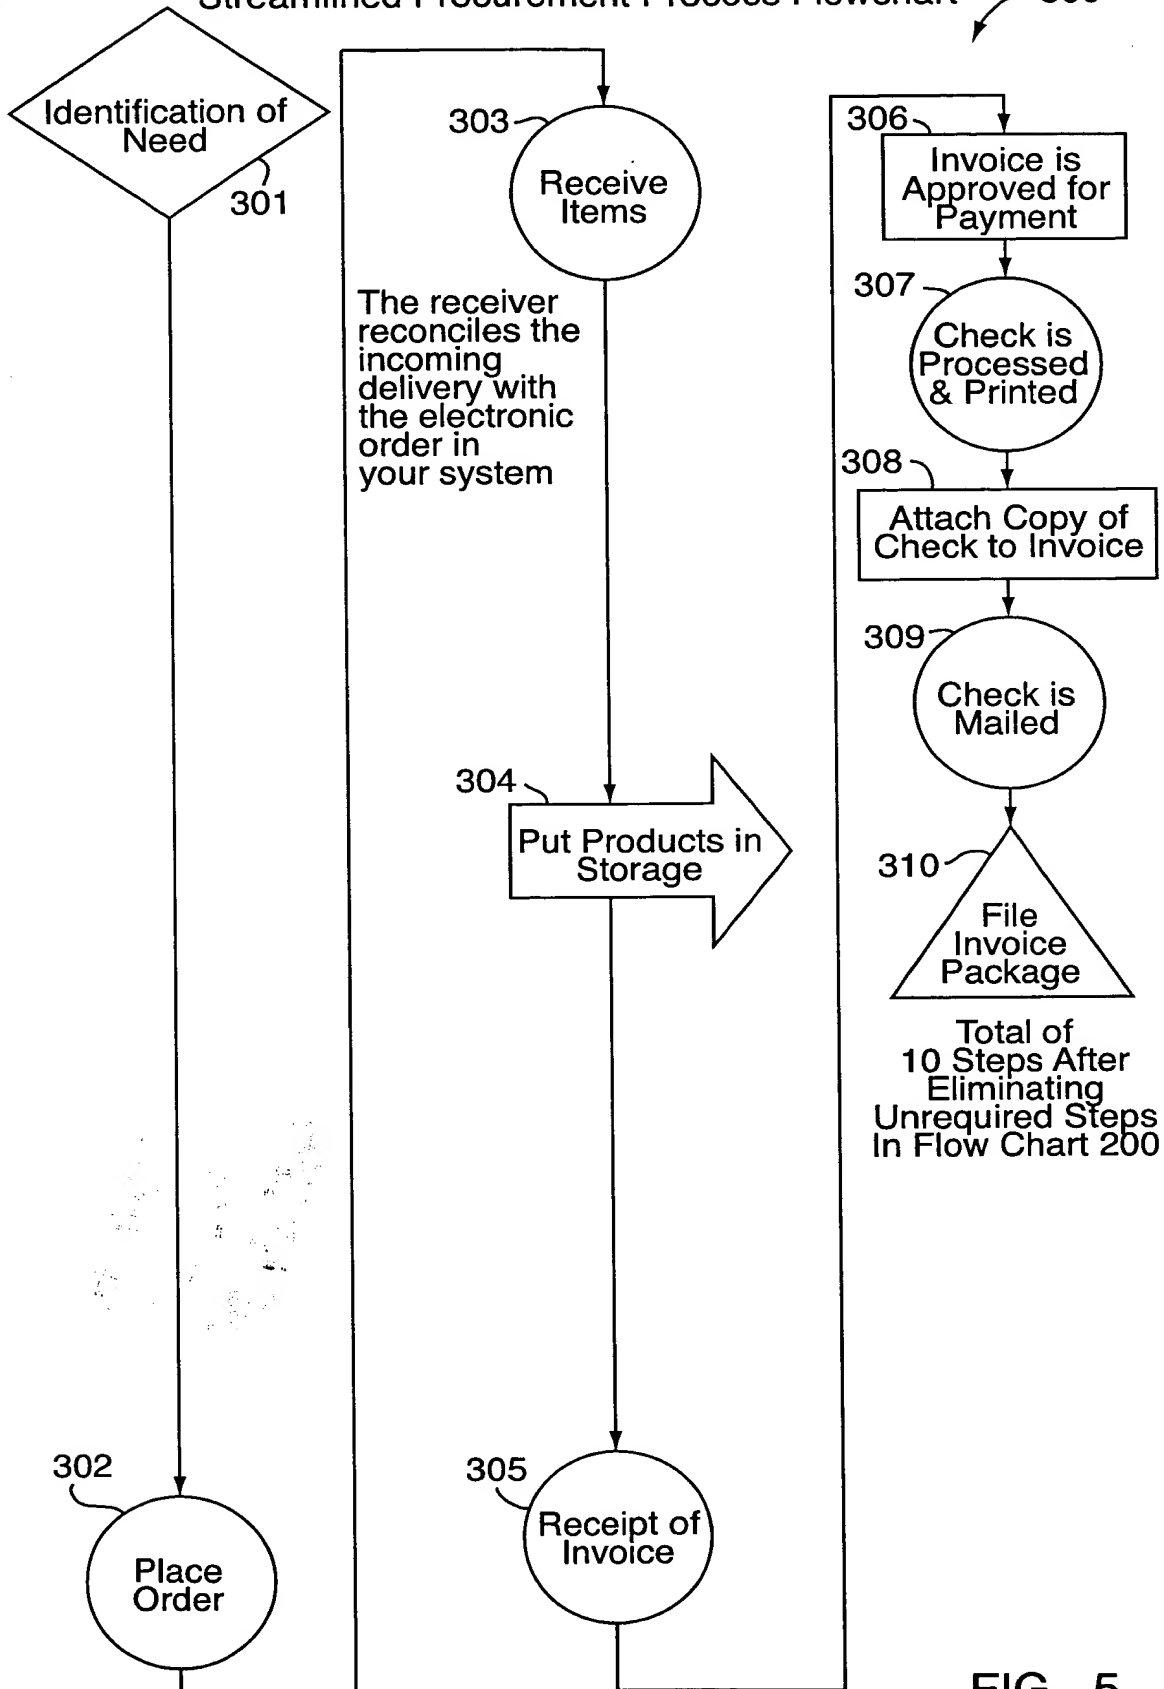 Streamlined Procurement Process Flowchart
300
Identification of
Need
301
302
Place
Order
303
Receive
Items
The receiver
reconciles the
incoming
delivery with
the electronic
order in
your system
304
Put Products in
Storage
305
Receipt of
Invoice
306
Invoice is
Approved for
Payment
307
Check is
Processed
& Printed
308
Attach Copy of
Check to Invoice
309
Check is
Mailed
310
File
Invoice
Package
Total of
10 Steps After
Eliminating
Unrequired Steps
In Flow Chart 200
FIG. 5